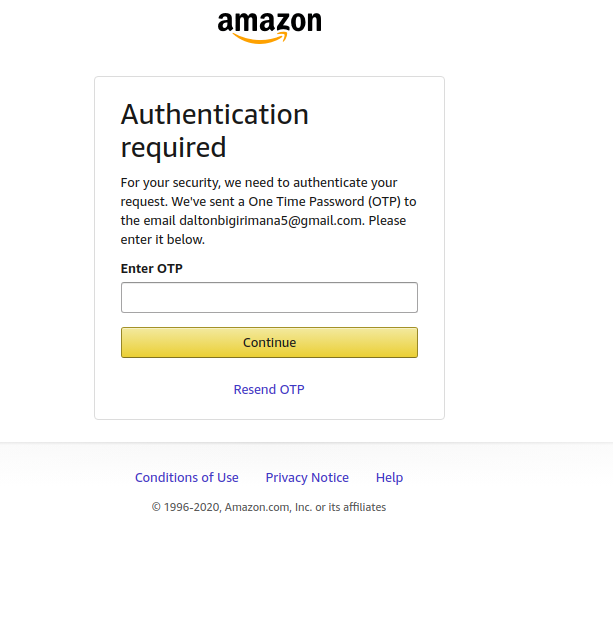 amazon
Authentication
required
For your security, we need to authenticate your
request. We've sent a One Time Password (OTP) to
the email daltonbigirimana5@gmail.com. Please
enter it below.
Enter OTP
Continue
Resend OTP
Conditions of Use Privacy Notice Help
© 1996-2020, Amazon.com, Inc. or its affiliates